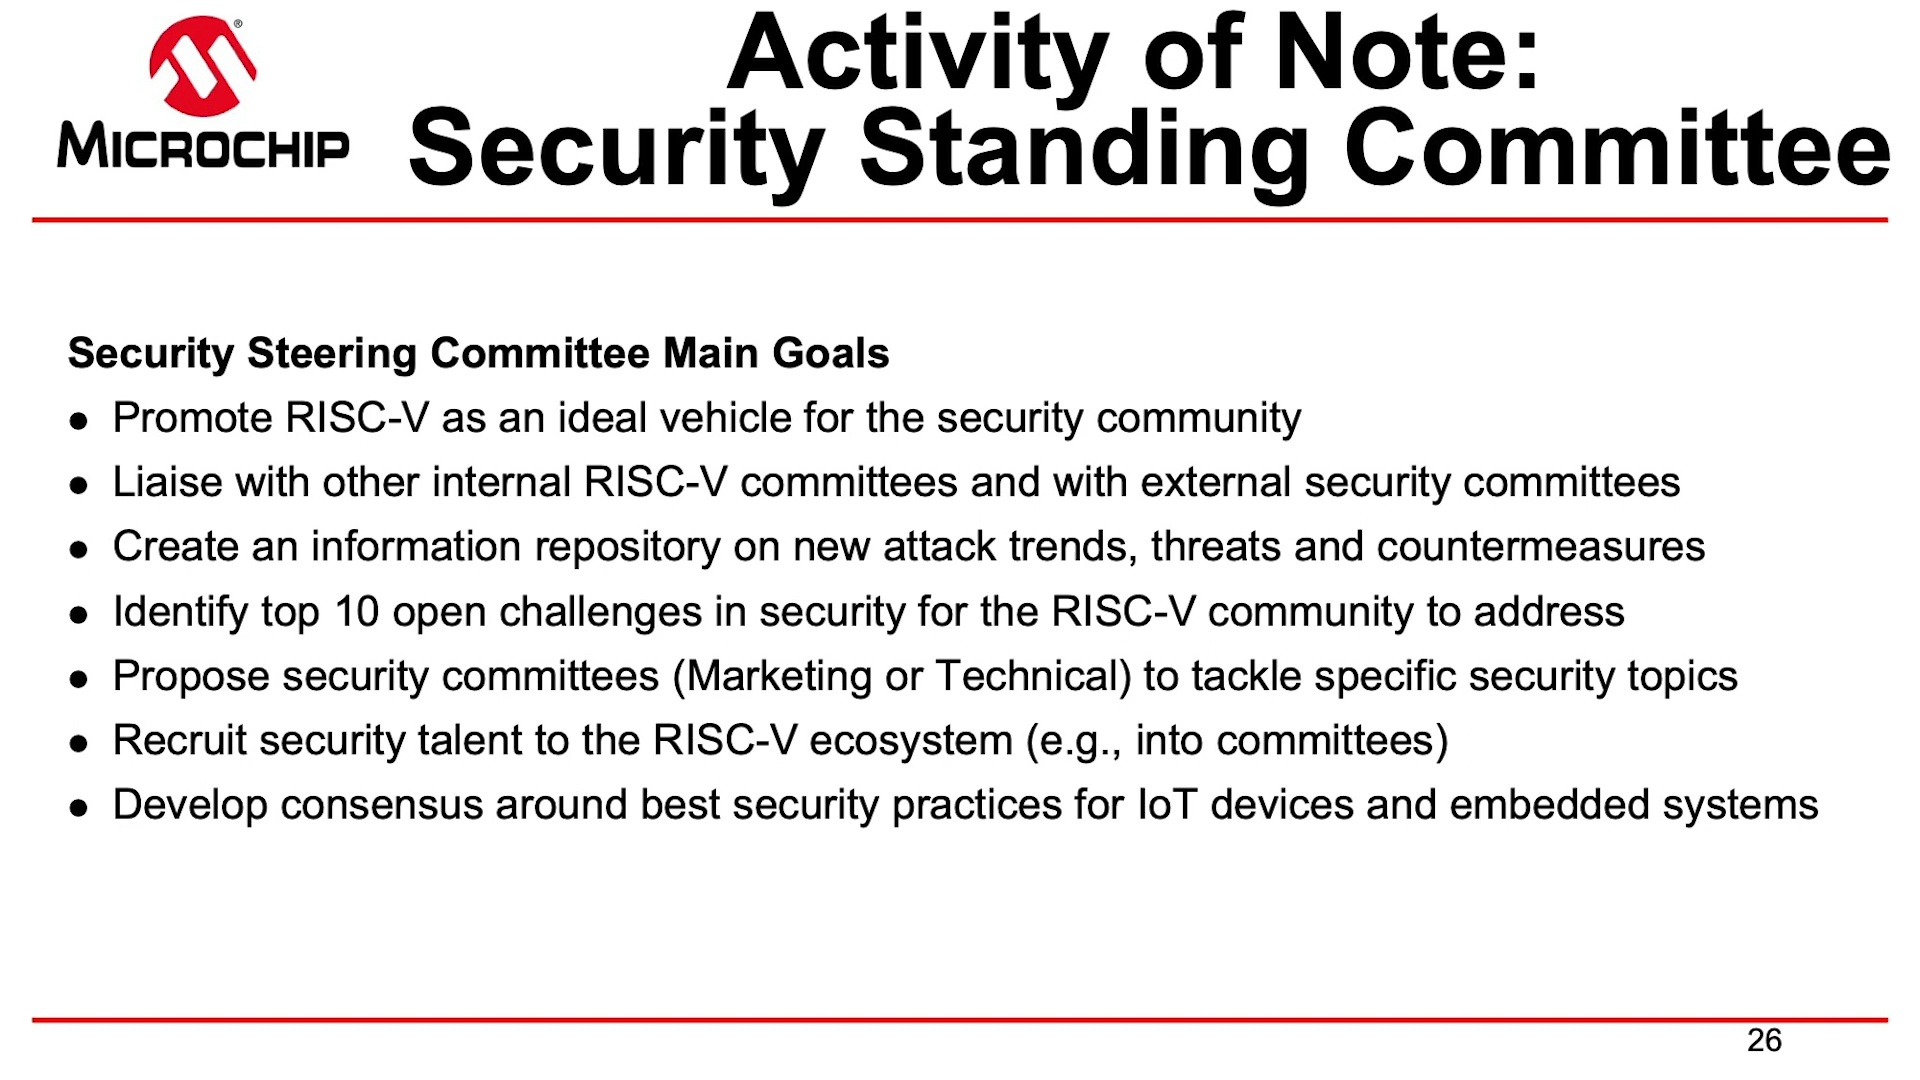 MICROCHIP
Activity of Note:
Security Standing Committee
Security Steering Committee Main Goals
● Promote RISC-V as an ideal vehicle for the security community
● Liaise with other internal RISC-V committees and with external security committees
● Create an information repository on new attack trends, threats and countermeasures
● Identify top 10 open challenges in security for the RISC-V community to address
● Propose security committees (Marketing or Technical) to tackle specific security topics
● Recruit security talent to the RISC-V ecosystem (e.g., into committees)
● Develop consensus around best security practices for IoT devices and embedded systems
26